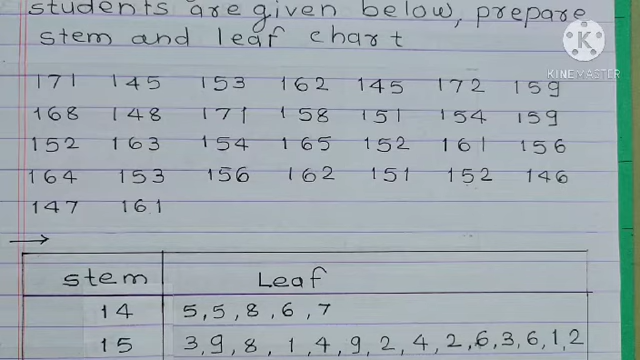 students are given below, prepare
stem and leaf chart
K
KINEMASTER
171 145 153 162 145 172 159
168 148 171 158 151 154 159
152 163 154 165 152 161 156
164 153 156 162 151 152 146
147 161
stem Leaf
14 5, 5, 8, 6, 7
15 3, 9, 8, 1, 4, 9, 2, 4, 2, 6, 3, 6, 1, 2